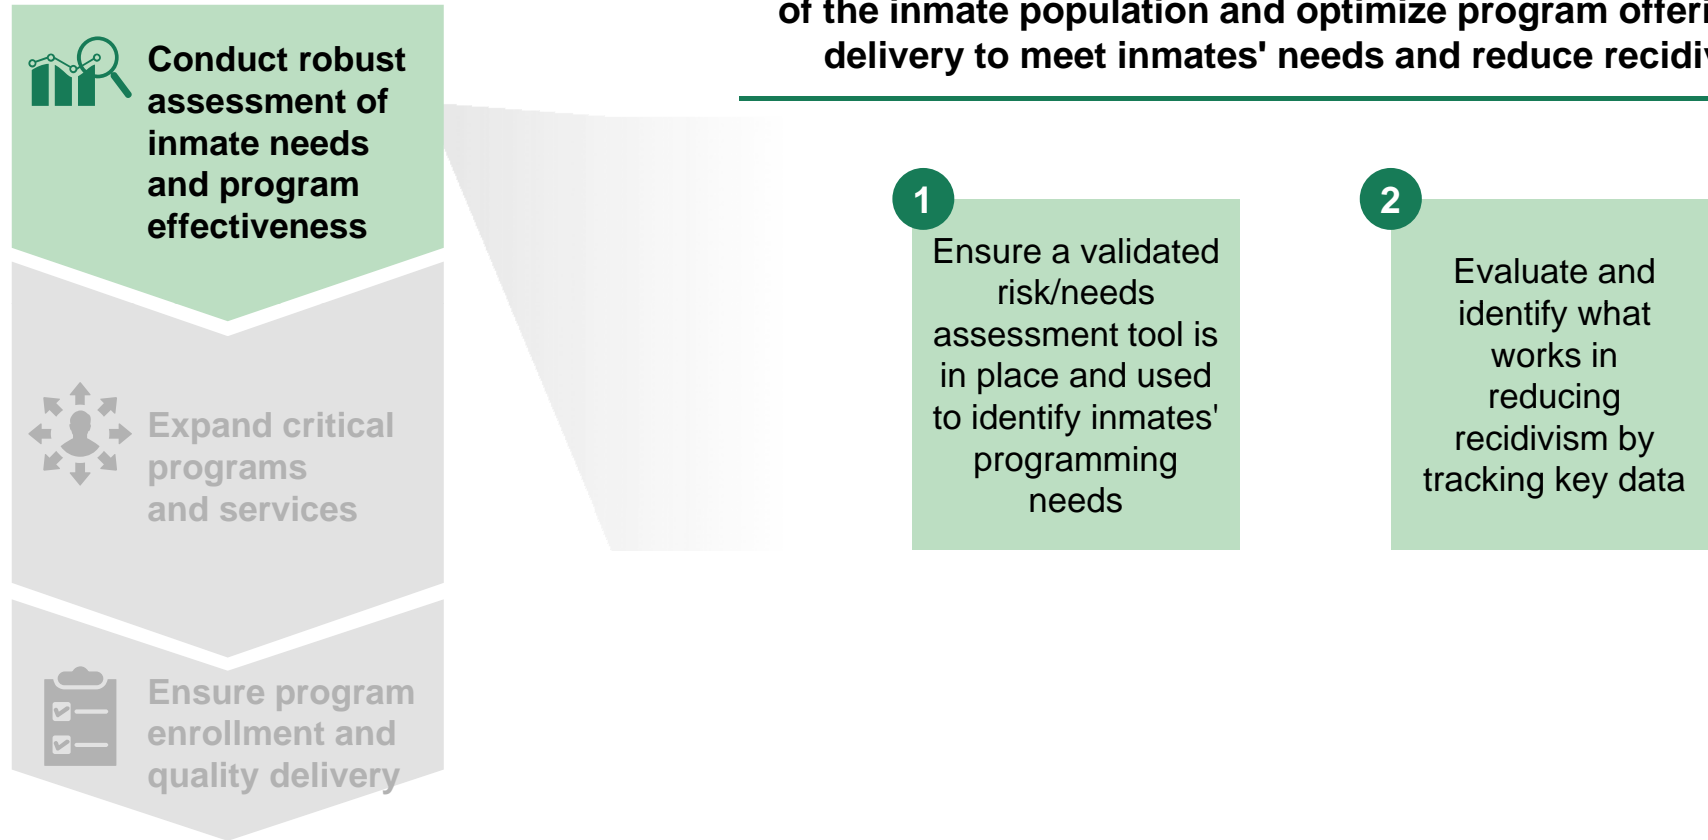 of the inmate population and optimize program
delivery to meet inmates' needs and reduce
Conduct robust
assessment of
inmate needs
and program
effectiveness
1
Ensure a validated
risk/needs
assessment tool is
in place and used
to identify inmates'
programming
needs
2
Evaluate and
identify what
works in
reducing
recidivism by
tracking key data
Expand critical
programs
and services
Ensure program
enrollment and
quality delivery